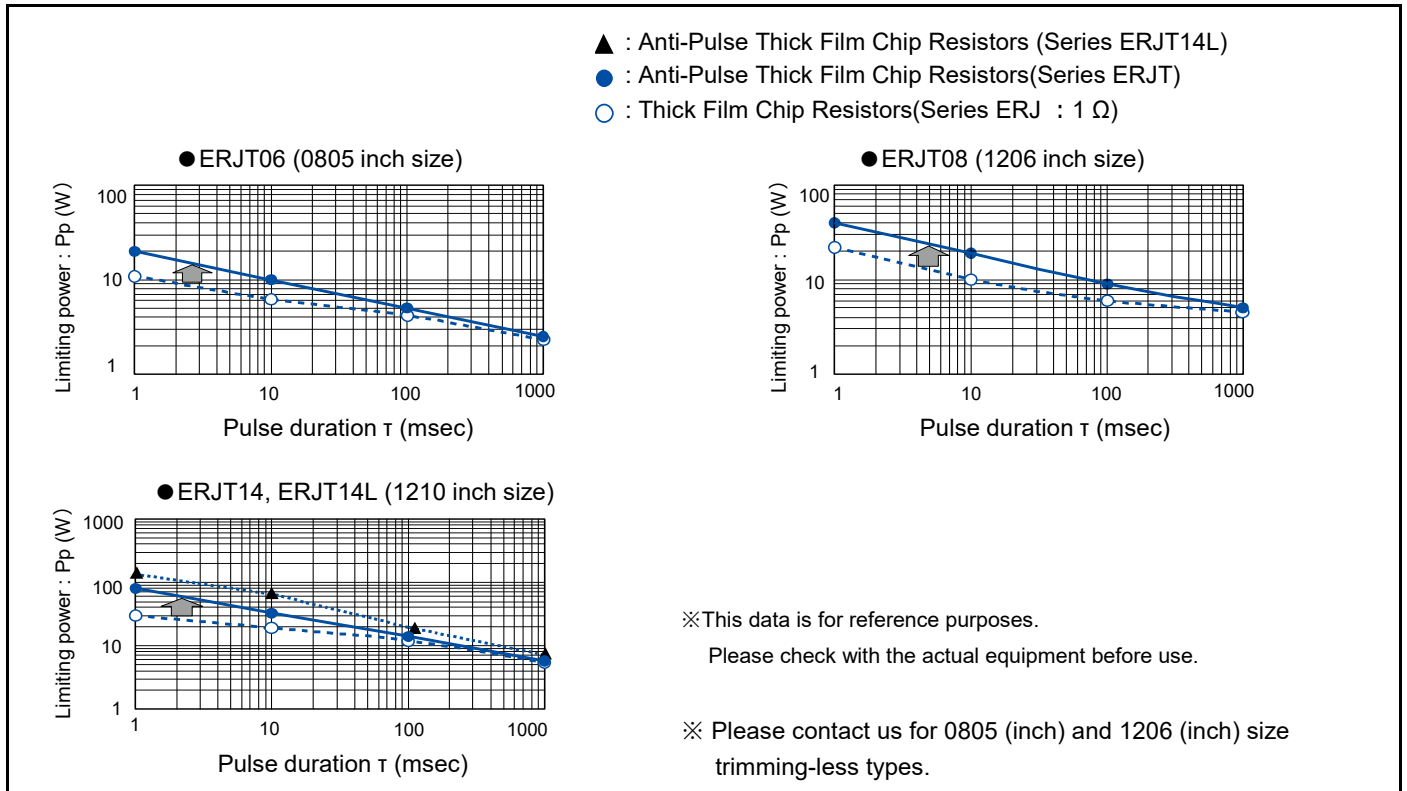 ▲ : Anti-Pulse Thick Film Chip Resistors (Series ERJT14L)
● : Anti-Pulse Thick Film Chip Resistors(Series ERJT)
○ : Thick Film Chip Resistors(Series ERJ : 1 Ω)
●ERJT06 (0805 inch size)
Limiting power : Pp (W)
100
10
1
1 10 100 1000
Pulse duration τ (msec)
●ERJT08 (1206 inch size)
Limiting power : Pp (W)
100
10
1
1 10 100 1000
Pulse duration τ (msec)
●ERJT14, ERJT14L (1210 inch size)
Limiting power : Pp (W)
1000
100
10
1
1 10 100 1000
Pulse duration τ (msec)
※This data is for reference purposes.
Please check with the actual equipment before use.
※ Please contact us for 0805 (inch) and 1206 (inch) size
trimming-less types.